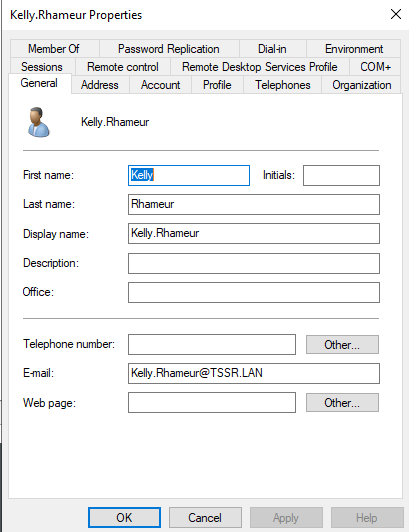 Kelly.Rhameur Properties
Member Of Password Replication Dial-in Environment
Sessions Remote control Remote Desktop Services Profile COM+
General Address Account Profile Telephones Organization
Kelly.Rhameur
First name: Kelly Initials:
Last name: Rhameur
Display name: Kelly.Rhameur
Description:
Office:
Telephone number: Other...
E-mail: Kelly.Rhameur@TSSR.LAN
Web page: Other...
OK Cancel Apply Help